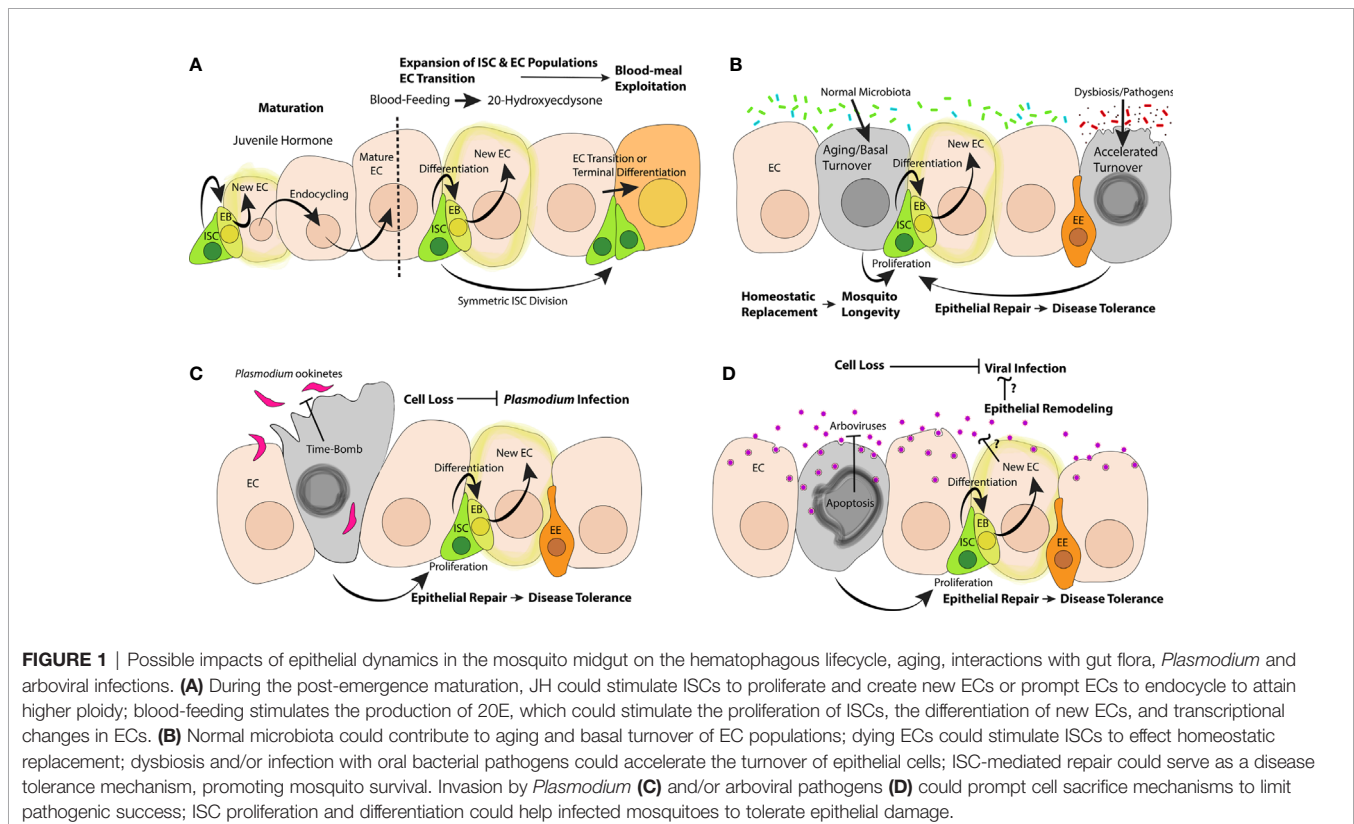 A
Expansion of ISC & EC Populations
EC Transition
Blood-meal
Exploitation
Blood-Feeding
20-Hydroxyecdysone
Maturation
Juvenile Hormone
Mature
EC
New EC
Endocycling
EB
ISC
Differentiation
New EC
EB
ISC
EC Transition or
Terminal Differentiation
Symmetric ISC Division
B
Normal Microbiota
Dysbiosis/Pathogens
EC
Aging/Basal
Turnover
Differentiation
New EC
EB
ISC
Proliferation
EE
Accelerated
Turnover
Homeostatic
Replacement
Mosquito
Longevity
Epithelial Repair
Disease Tolerance
C
Plasmodium ookinetes
Cell Loss
Plasmodium Infection
Time-Bomb
EC
Differentiation
New EC
EB
ISC
EE
Proliferation
Epithelial Repair
Disease Tolerance
D
Cell Loss
Viral Infection
?
Epithelial Remodeling
Arboviruses
?
EC
New EC
Differentiation
Apoptosis
EB
ISC
EE
Proliferation
Epithelial Repair
Disease Tolerance
FIGURE 1 | Possible impacts of epithelial dynamics in the mosquito midgut on the hematophagous lifecycle, aging, interactions with gut flora, Plasmodium and
arboviral infections. (A) During the post-emergence maturation, JH could stimulate ISCs to proliferate and create new ECs or prompt ECs to endocycle to attain
higher ploidy; blood-feeding stimulates the production of 20E, which could stimulate the proliferation of ISCs, the differentiation of new ECs, and transcriptional
changes in ECs. (B) Normal microbiota could contribute to aging and basal turnover of EC populations; dying ECs could stimulate ISCs to effect homeostatic
replacement; dysbiosis and/or infection with oral bacterial pathogens could accelerate the turnover of epithelial cells; ISC-mediated repair could serve as a disease
tolerance mechanism, promoting mosquito survival. Invasion by Plasmodium (C) and/or arboviral pathogens (D) could prompt cell sacrifice mechanisms to limit
pathogenic success; ISC proliferation and differentiation could help infected mosquitoes to tolerate epithelial damage.